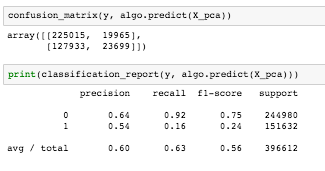 confusion_matrix(y, algo.predict(X_pca))
array([[225015, 19965],
[127933, 23699]])
print(classification_report(y, algo.predict(X_pca)))
precision recall f1-score support
0 0.64 0.92 0.75 244980
1 0.54 0.16 0.24 151632
avg / total 0.60 0.63 0.56 396612